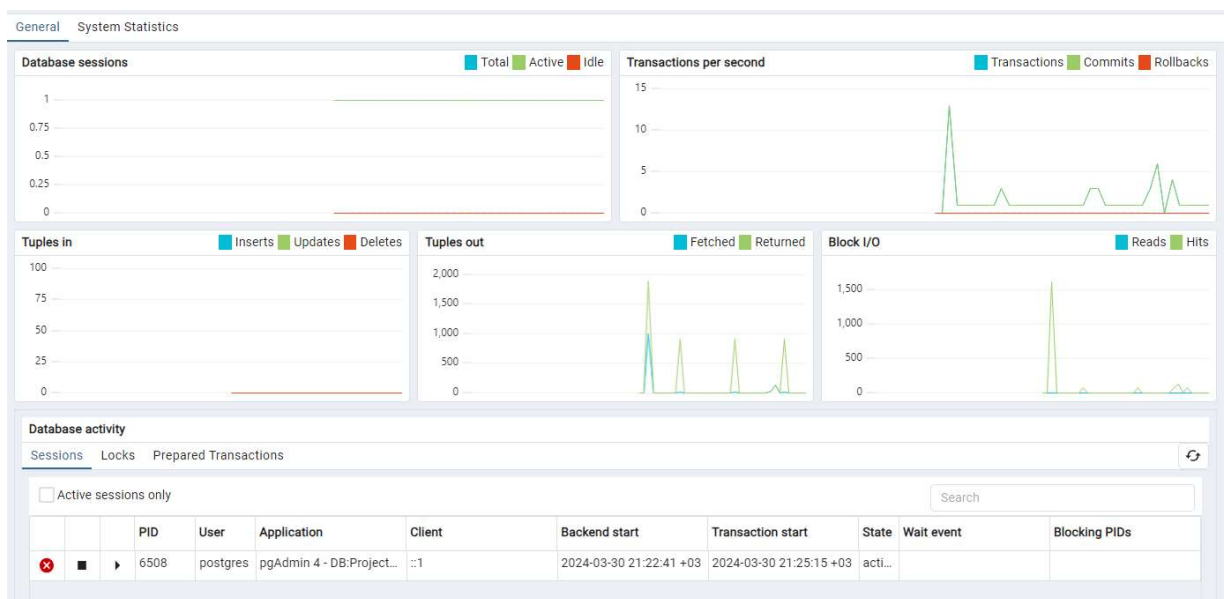 General System Statistics
Database sessions Total Active Idle
1
0.75
0.5
0.25
0
Transactions per second Transactions Commits Rollbacks
15
10
5
0
Tuples in Inserts Updates Deletes
100
75
50
25
0
Tuples out Fetched Returned
2,000
1,500
1,000
500
0
Block I/O Reads Hits
1,500
1,000
500
0
Database activity
Sessions Locks Prepared Transactions
Active sessions only Search
PID User Application Client Backend start Transaction start State Wait event Blocking PIDs
6508 postgres pgAdmin 4 - DB:Project... ::1 2024-03-30 21:22:41 +03 2024-03-30 21:25:15 +03 acti...